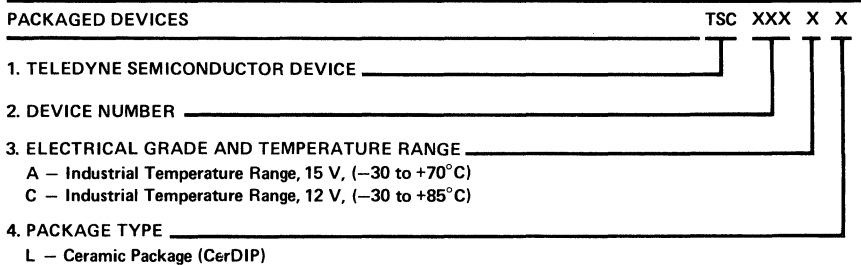 PACKAGED DEVICES TSC XXX X X
1. TELEDYNE SEMICONDUCTOR DEVICE
2. DEVICE NUMBER
3. ELECTRICAL GRADE AND TEMPERATURE RANGE
A — Industrial Temperature Range, 15 V, (—30 to +70°C)
C — Industrial Temperature Range, 12 V, (—30 to +85°C)
4. PACKAGE TYPE
L — Ceramic Package (CerDIP)